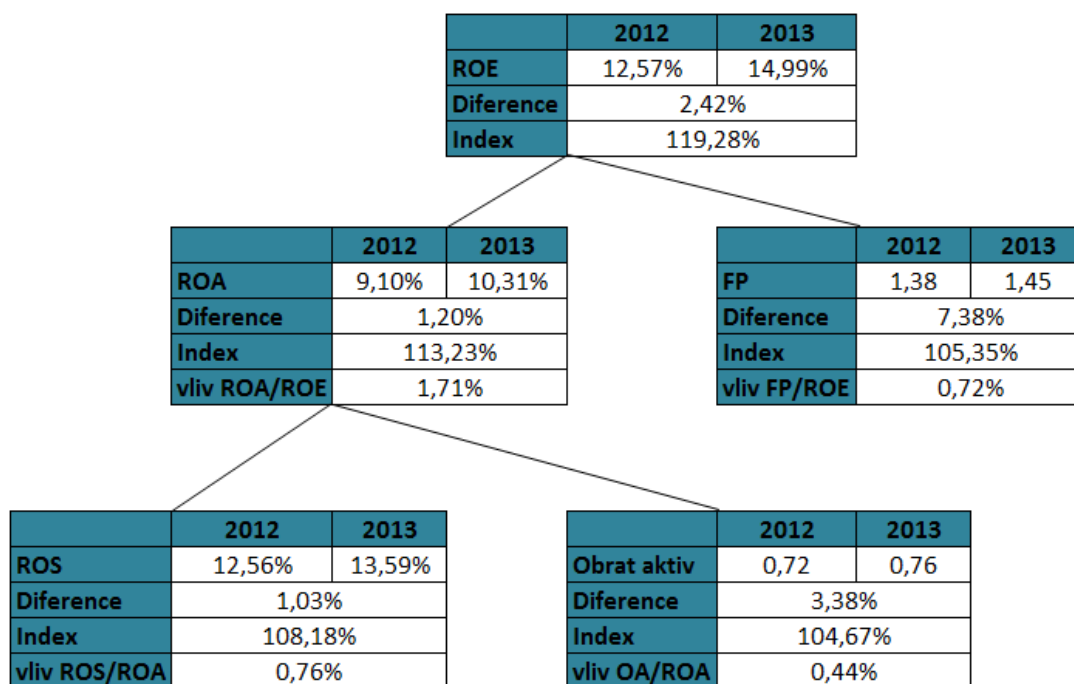 2012 2013
ROE 12,57% 14,99%
Diference 2,42%
Index 119,28%
2012 2013
ROA 9,10% 10,31%
Diference 1,20%
Index 113,23%
vliv ROA/ROE 1,71%
2012 2013
FP 1,38 1,45
Diference 7,38%
Index 105,35%
vliv FP/ROE 0,72%
2012 2013
ROS 12,56% 13,59%
Diference 1,03%
Index 108,18%
vliv ROS/ROA 0,76%
2012 2013
Obrat aktiv 0,72 0,76
Diference 3,38%
Index 104,67%
vliv OA/ROA 0,44%